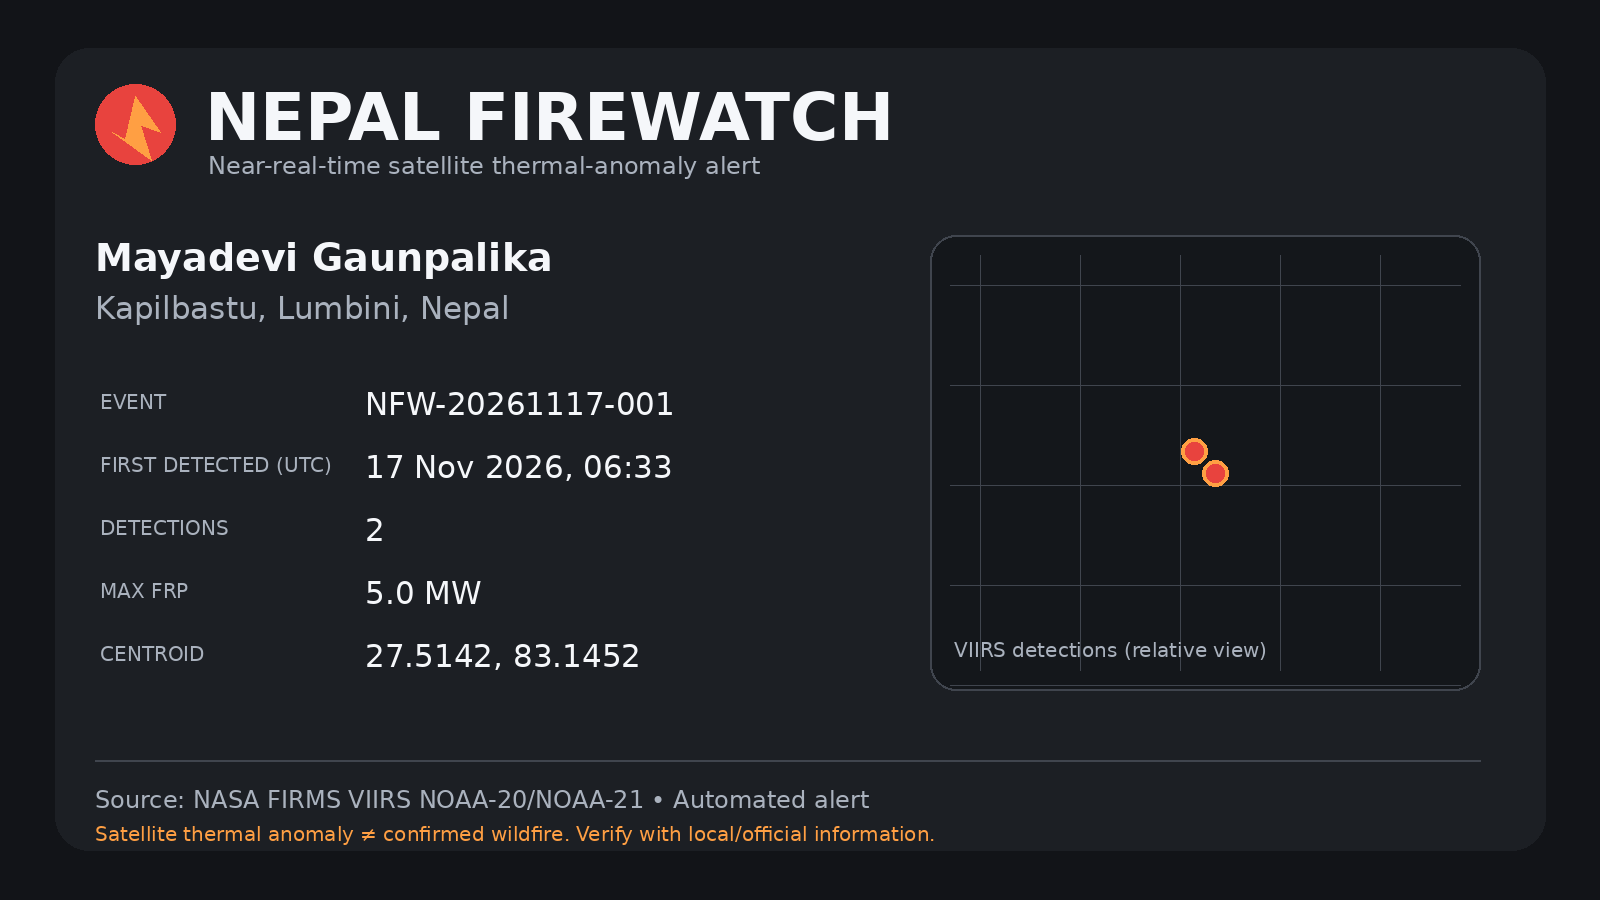 NEPAL FIREWATCH
Near-real-time satellite thermal-anomaly alert
Mayadevi Gaunpalika
Kapilbastu, Lumbini, Nepal
EVENT NFW-20261117-001
FIRST DETECTED (UTC) 17 Nov 2026, 06:33
DETECTIONS 2
MAX FRP 5.0 MW
CENTROID 27.5142, 83.1452
VIIRS detections (relative view)
Source: NASA FIRMS VIIRS NOAA-20/NOAA-21 • Automated alert
Satellite thermal anomaly ≠ confirmed wildfire. Verify with local/official information.